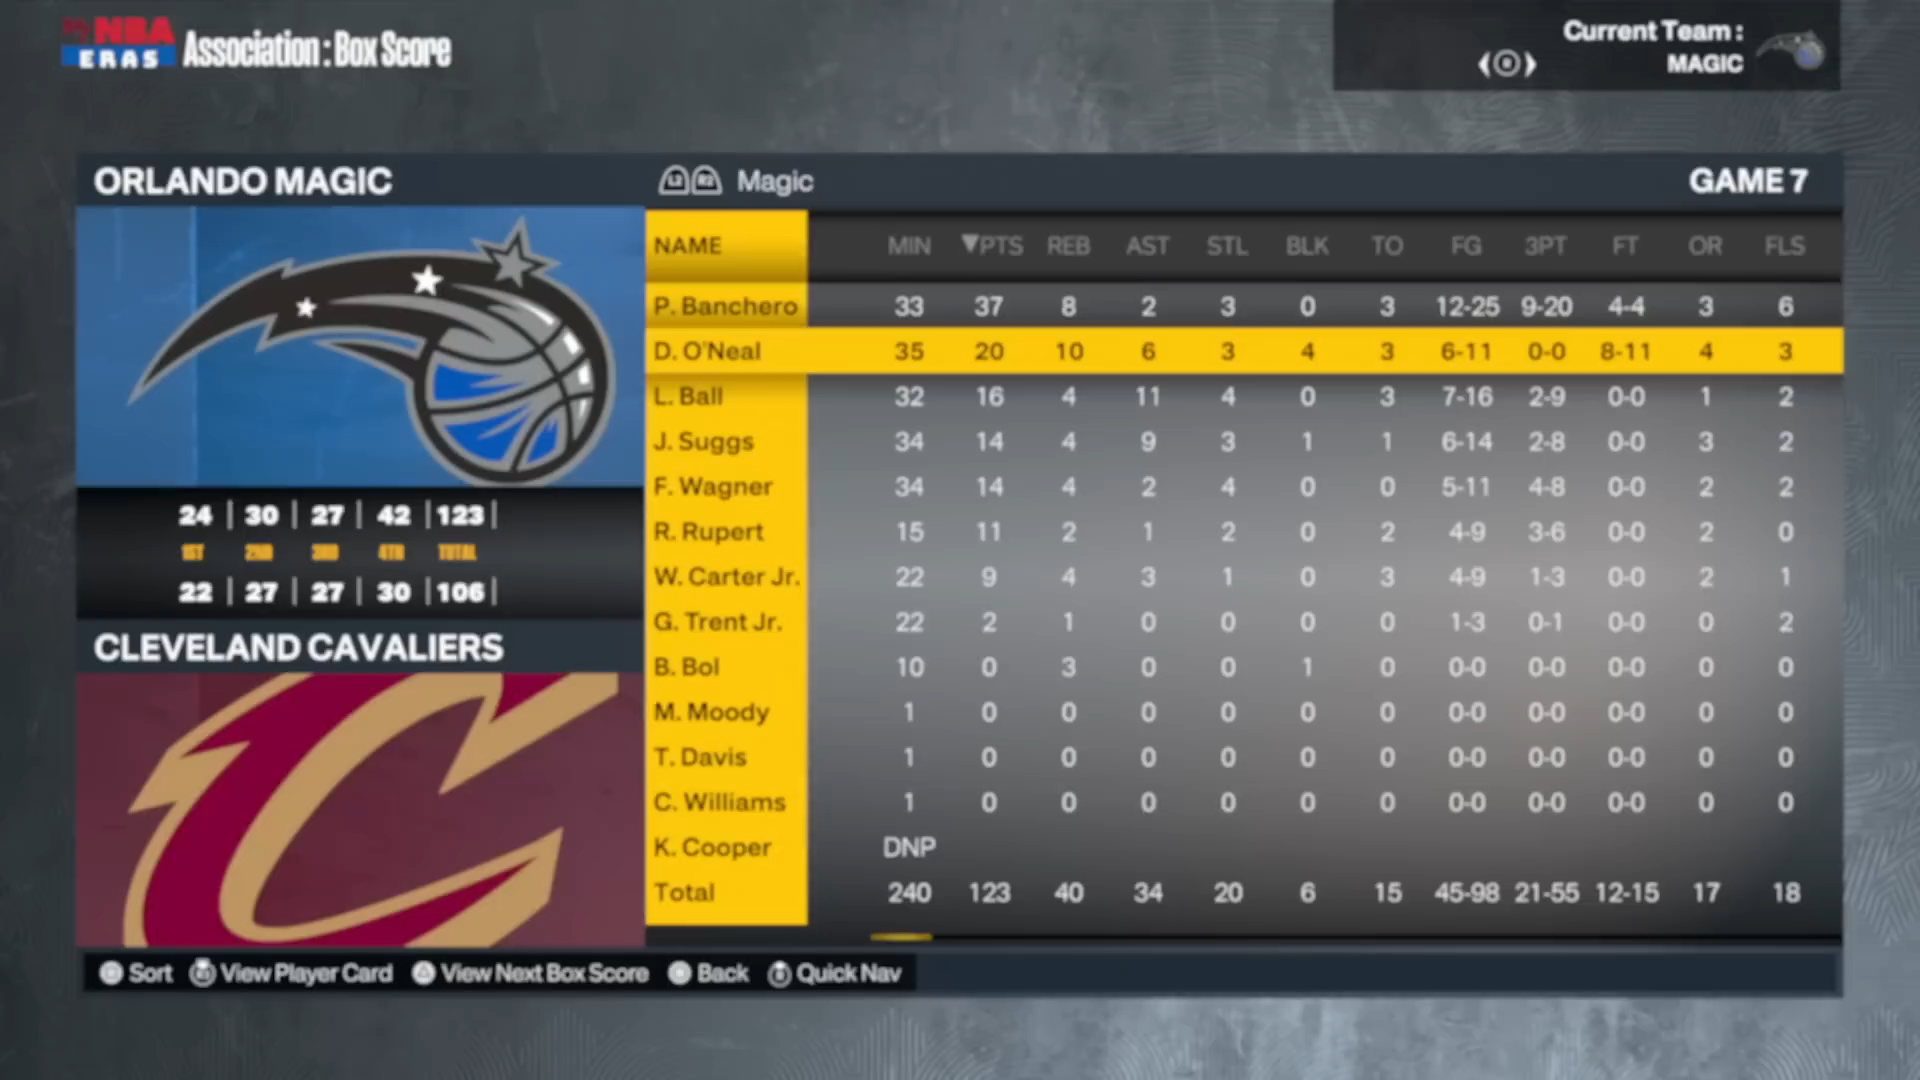 NBA
ERAS
Association : Box Score
Current Team :
MAGIC
ORLANDO MAGIC
L2 R2 Magic
GAME 7
NAME MIN ▼PTS REB AST STL BLK TO FG 3PT FT OR FLS
P. Banchero 33 37 8 2 3 0 3 12-25 9-20 4-4 3 6
D. O'Neal 35 20 10 6 3 4 3 6-11 0-0 8-11 4 3
L. Ball 32 16 4 11 4 0 3 7-16 2-9 0-0 1 2
J. Suggs 34 14 4 9 3 1 1 6-14 2-8 0-0 3 2
F. Wagner 34 14 4 2 4 0 0 5-11 4-8 0-0 2 2
R. Rupert 15 11 2 1 2 0 2 4-9 3-6 0-0 2 0
W. Carter Jr. 22 9 4 3 1 0 3 4-9 1-3 0-0 2 1
G. Trent Jr. 22 2 1 0 0 0 0 1-3 0-1 0-0 0 2
B. Bol 10 0 3 0 0 1 0 0-0 0-0 0-0 0 0
M. Moody 1 0 0 0 0 0 0 0-0 0-0 0-0 0 0
T. Davis 1 0 0 0 0 0 0 0-0 0-0 0-0 0 0
C. Williams 1 0 0 0 0 0 0 0-0 0-0 0-0 0 0
K. Cooper DNP
Total 240 123 40 34 20 6 15 45-98 21-55 12-15 17 18
24 | 30 | 27 | 42 | 123 |
1ST 2ND 3RD 4TH TOTAL
22 | 27 | 27 | 30 | 106 |
CLEVELAND CAVALIERS
Sort View Player Card View Next Box Score Back Quick Nav